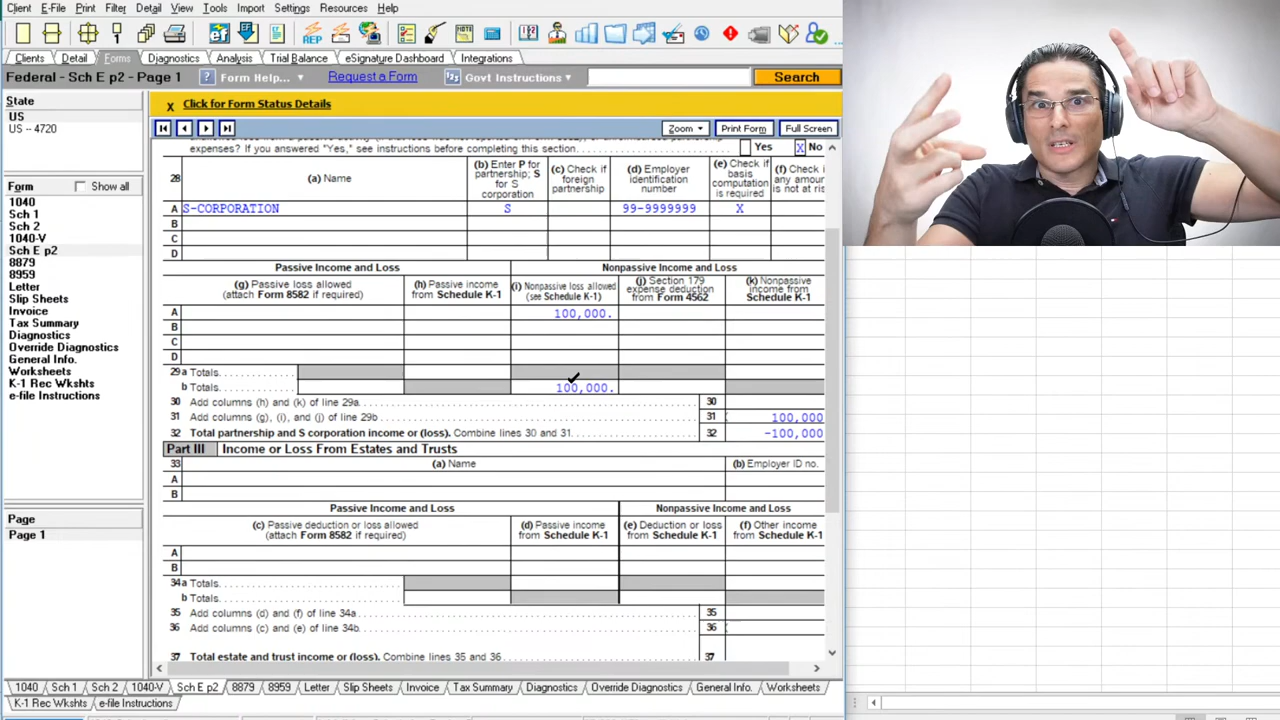 Client E-File Print Filter Detail View Tools Import Settings Resources Help
Clients Detail Forms Diagnostics Analysis Trial Balance eSignature Dashboard Integrations
Federal - Sch E p2 - Page 1 ? Form Help... Request a Form Govt Instructions Search
State
US
US -- 4720
Form Show all
1040
Sch 1
Sch 2
1040-V
Sch E p2
8879
8959
Letter
Slip Sheets
Invoice
Tax Summary
Diagnostics
Override Diagnostics
General Info.
Worksheets
K-1 Rec Wkshts
e-file Instructions
Page
Page 1
X Click for Form Status Details
Zoom Print Form Full Screen
expenses? If you answered "Yes," see instructions before completing this section. Yes X No
28 (a) Name (b) Enter P for partnership; S for S corporation (c) Check if foreign partnership (d) Employer identification number (e) Check if basis computation is required (f) Check if any amount is not at ris
A S-CORPORATION S 99-9999999 X
B
C
D
Passive Income and Loss Nonpassive Income and Loss
(g) Passive loss allowed (attach Form 8582 if required) (h) Passive income from Schedule K-1 (i) Nonpassive loss allowed (see Schedule K-1) (j) Section 179 expense deduction from Form 4562 (k) Nonpassive income from Schedule K-1
A 100,000.
B
C
D
29a Totals
b Totals 100,000.
30 Add columns (h) and (k) of line 29a 30
31 Add columns (g), (i), and (j) of line 29b 31 100,000
32 Total partnership and S corporation income or (loss). Combine lines 30 and 31 32 -100,000
Part III Income or Loss From Estates and Trusts
33 (a) Name (b) Employer ID no.
A
B
Passive Income and Loss Nonpassive Income and Loss
(c) Passive deduction or loss allowed (attach Form 8582 if required) (d) Passive income from Schedule K-1 (e) Deduction or loss from Schedule K-1 (f) Other income from Schedule K-1
A
B
34a Totals
b Totals
35 Add columns (d) and (f) of line 34a 35
36 Add columns (c) and (e) of line 34b 36
37 Total estate and trust income or (loss). Combine lines 35 and 36 37
1040 Sch 1 Sch 2 1040-V Sch E p2 8879 8959 Letter Slip Sheets Invoice Tax Summary Diagnostics Override Diagnostics General Info. Worksheets
K-1 Rec Wkshts e-file Instructions